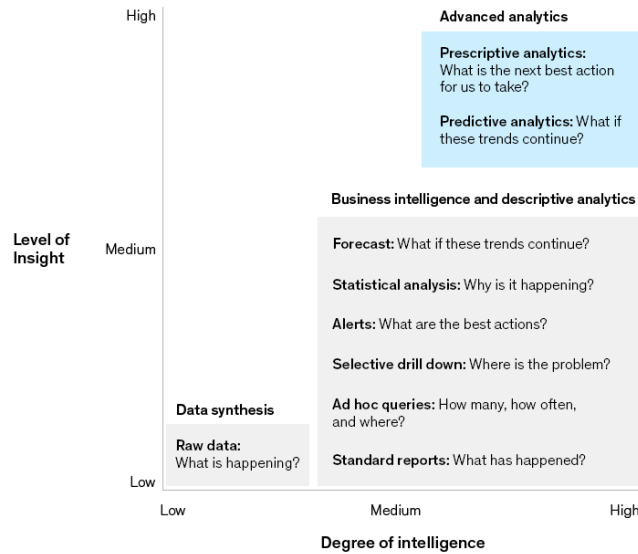 High
Advanced analytics
Prescriptive analytics:
What is the next best action
for us to take?
Predictive analytics: What if
these trends continue?
Business intelligence and descriptive analytics
Level of
Insight
Medium
Forecast: What if these trends continue?
Statistical analysis: Why is it happening?
Alerts: What are the best actions?
Selective drill down: Where is the problem?
Ad hoc queries: How many, how often,
and where?
Standard reports: What has happened?
Data synthesis
Raw data:
What is happening?
Low
Low
Medium
High
Degree of intelligence